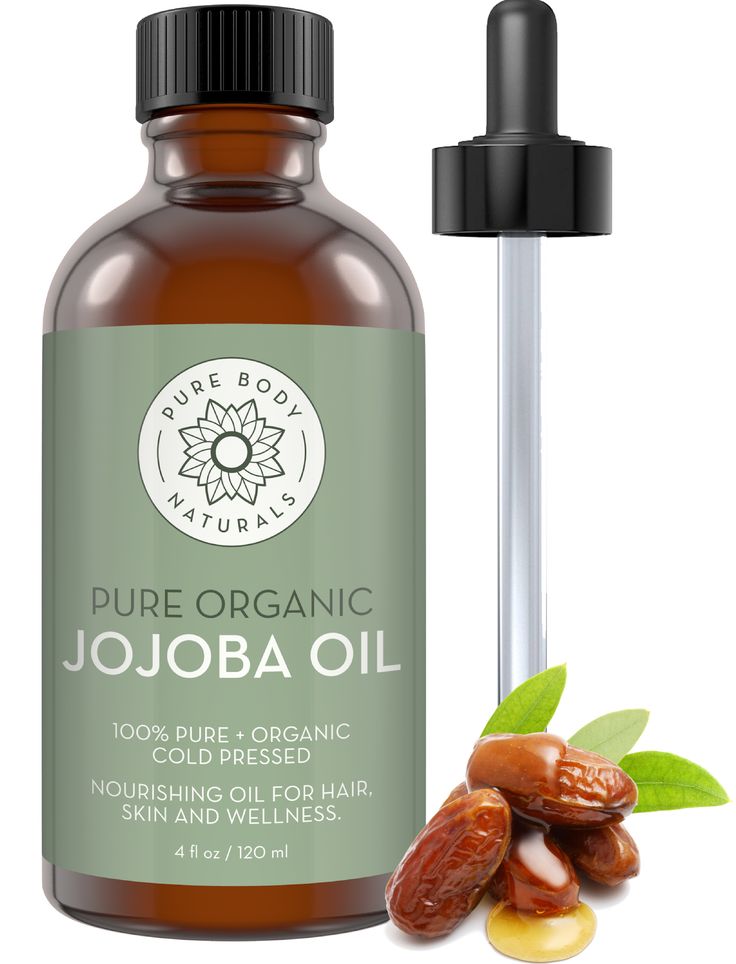 PURE BODY
NATURALS
PURE ORGANIC
JOJOBA OIL
100% PURE + ORGANIC
COLD PRESSED
NOURISHING OIL FOR HAIR,
SKIN AND WELLNESS.
4 fl oz / 120 ml